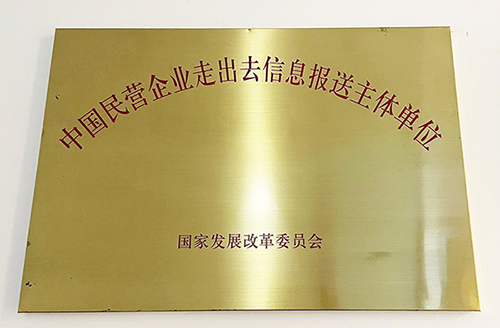 中国民营企业走出去信息报送主体单位
国家发展改革委员会